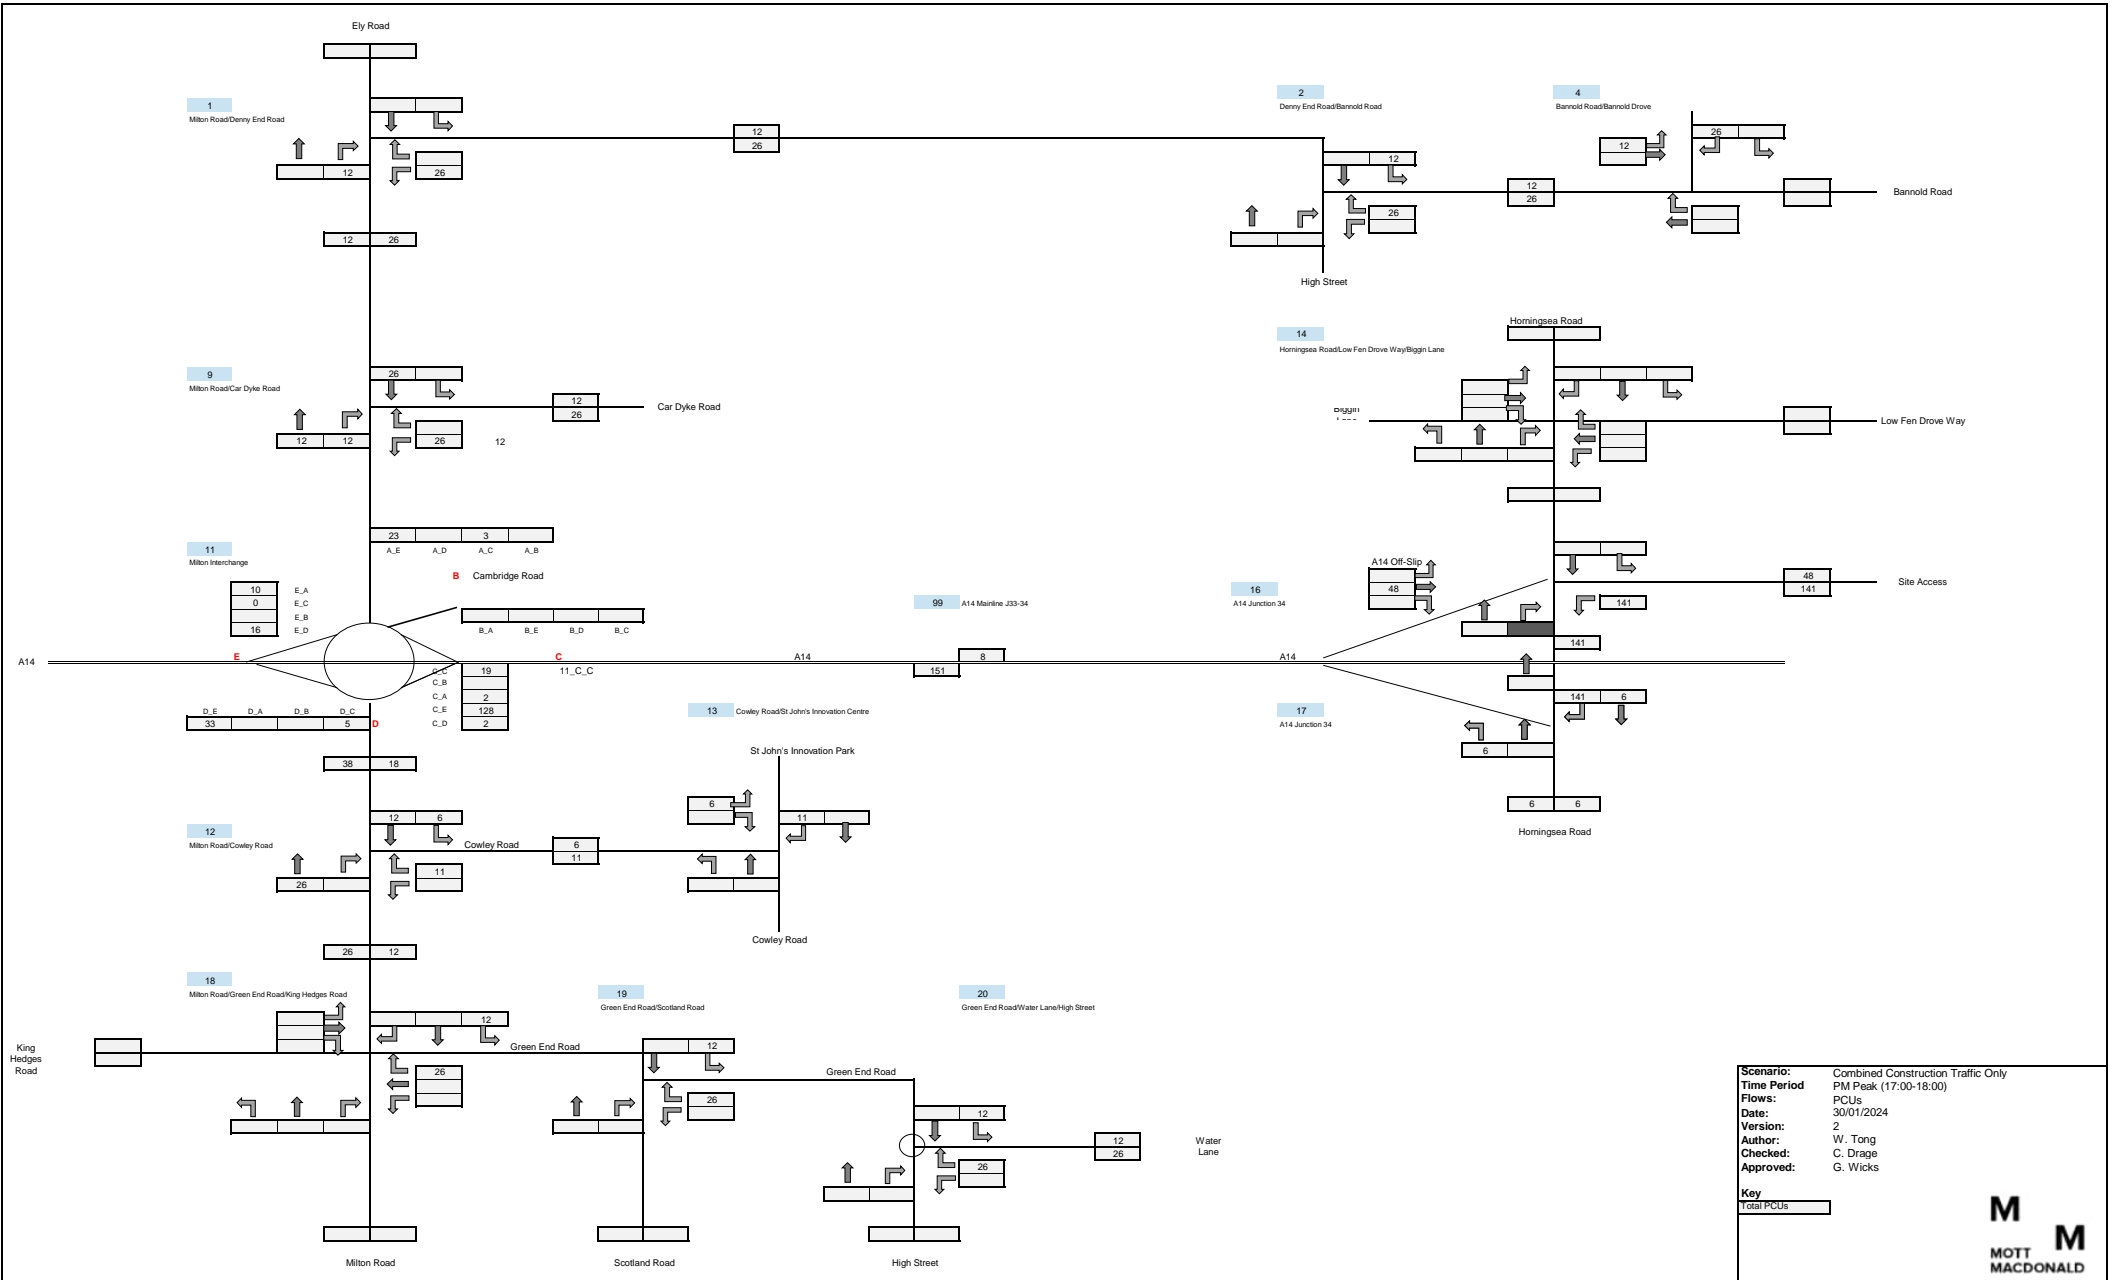 Ely Road
1
Milton Road/Denny End Road
12
26
12
26
12
26
2
Denny End Road/Bannold Road
12
26
4
Bannold Road/Bannold Drove
12
26
12
26
Bannold Road
High Street
9
Milton Road/Car Dyke Road
26
12 12
26
12
12
26
Car Dyke Road
14
Horningsea Road/Low Fen Drove Way/Biggin Lane
Horningsea Road
Low Fen Drove Way
11
Milton Interchange
23 3
A_E A_D A_C A_B
B Cambridge Road
10 E_A
0 E_C
E_B
16 E_D
B_A B_E B_D B_C
E
C
A14
A14
A14
C_C 19
11_C_C
C_B
C_A 2
C_E 128
C_D 2
D_E D_A D_B D_C
33 5 D
99 A14 Mainline J33-34
8
151
16
A14 Junction 34
A14 Off-Slip
48
48
141
Site Access
141
141
141 6
17
A14 Junction 34
6
6 6
Horningsea Road
38 18
12
Milton Road/Cowley Road
12 6
Cowley Road
26
11
6
11
13 Cowley Road/St John's Innovation Centre
St John's Innovation Park
6
11
Cowley Road
26 12
18
Milton Road/Green End Road/King Hedges Road
12
King
Hedges
Road
Green End Road
26
Milton Road
19
Green End Road/Scotland Road
12
26
Scotland Road
20
Green End Road/Water Lane/High Street
Green End Road
12
26
12
26
Water
Lane
High Street
Scenario: Combined Construction Traffic Only
Time Period PM Peak (17:00-18:00)
Flows: PCUs
Date: 30/01/2024
Version: 2
Author: W. Tong
Checked: C. Drage
Approved: G. Wicks
Key
Total PCUs
M
M
MOTT
MACDONALD